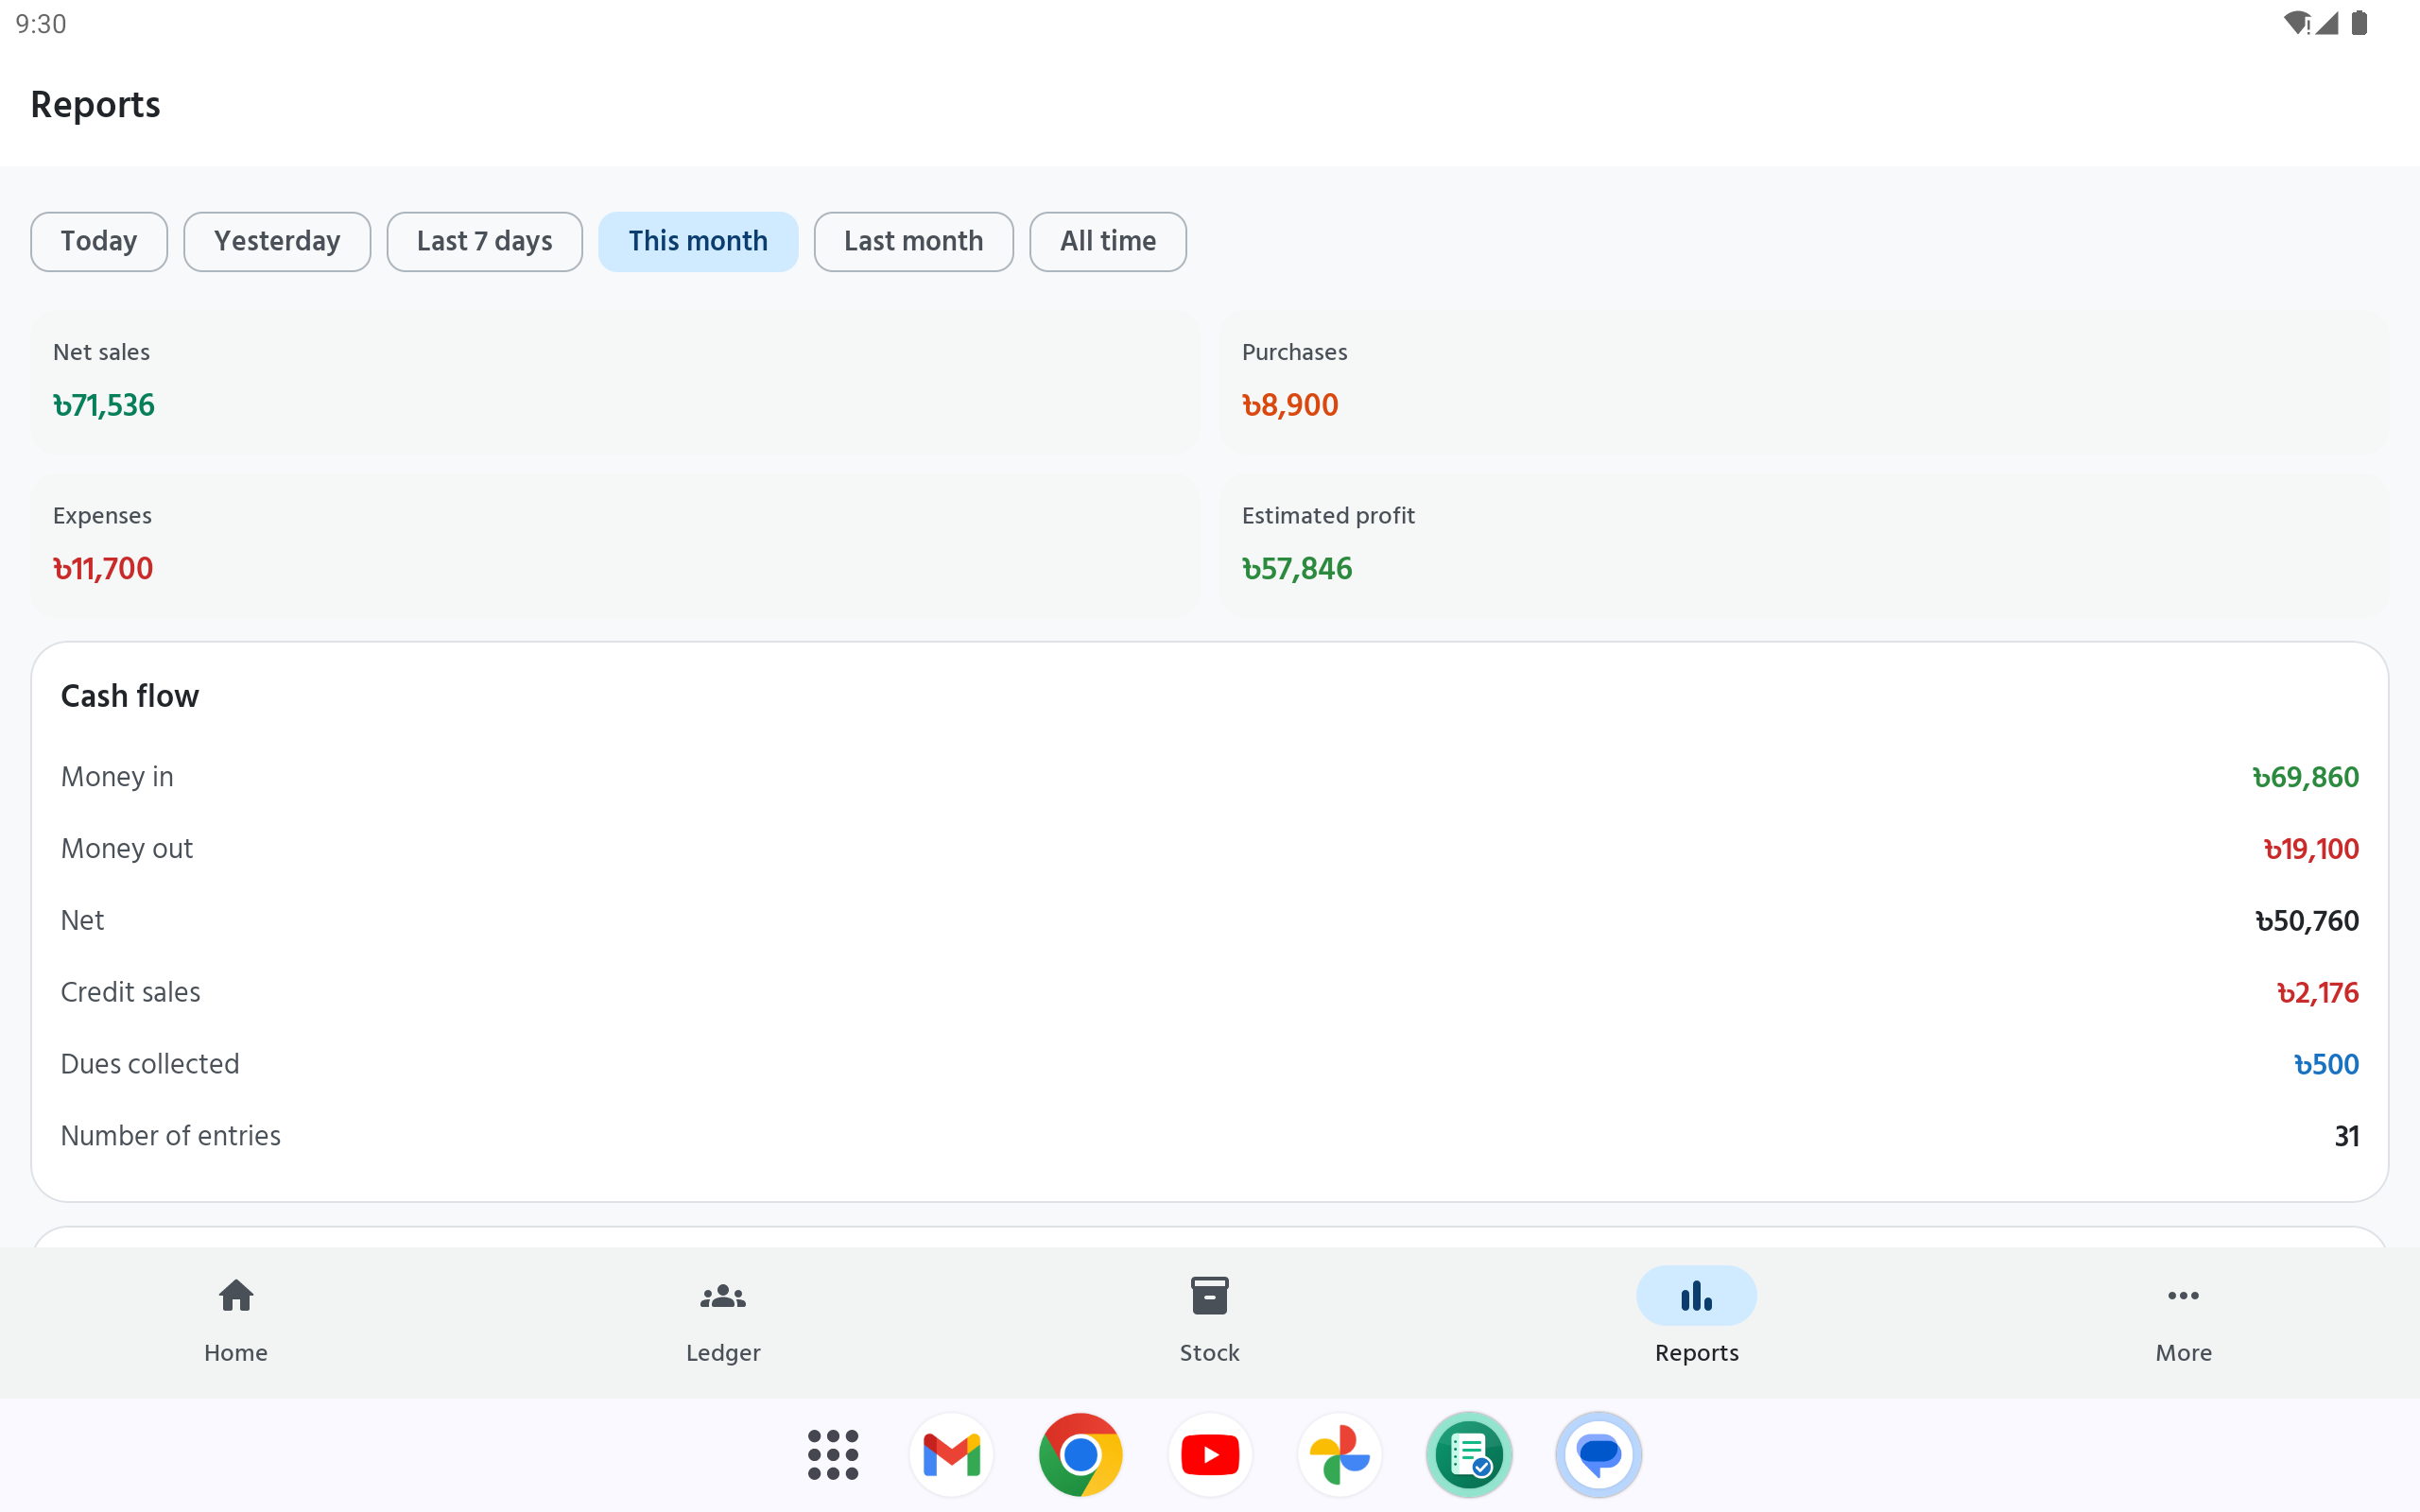 9:30
Reports
Today
Yesterday
Last 7 days
This month
Last month
All time
Net sales
৳71,536
Purchases
৳8,900
Expenses
৳11,700
Estimated profit
৳57,846
Cash flow
Money in
৳69,860
Money out
৳19,100
Net
৳50,760
Credit sales
৳2,176
Dues collected
৳500
Number of entries
31
Home
Ledger
Stock
Reports
More